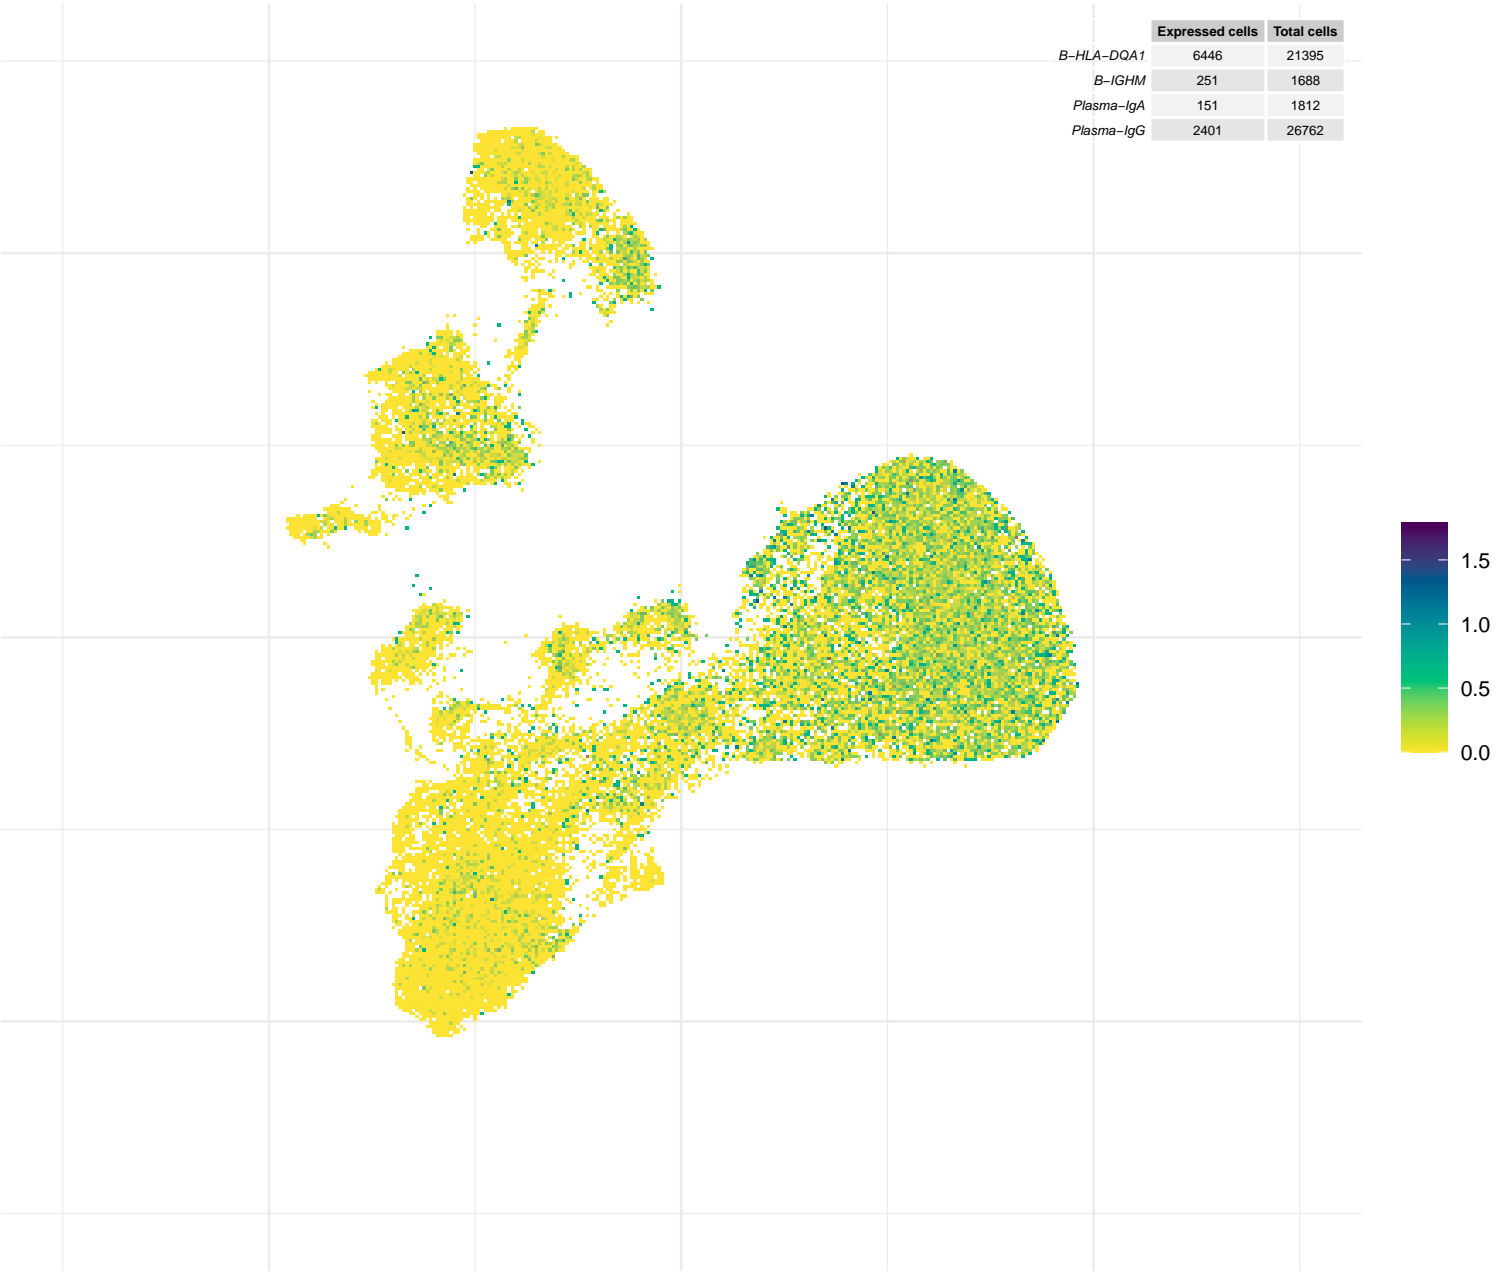 Expressed cells Total cells
B−HLA−DQA1 6446 21395
B−IGHM 251 1688
Plasma−IgA 151 1812
Plasma−IgG 2401 26762
1.5
1.0
0.5
0.0